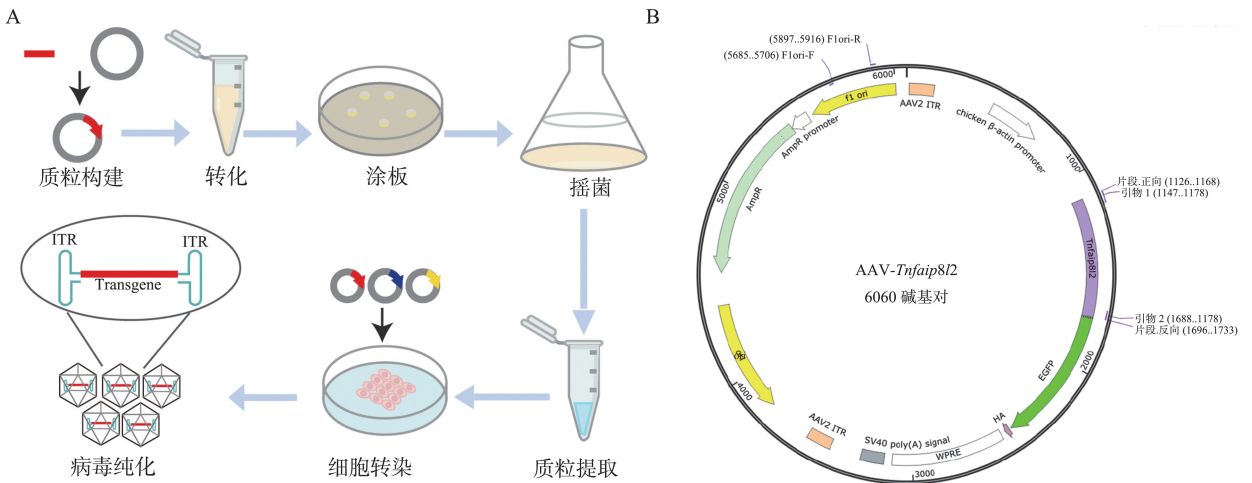 A
质粒构建
转化
涂板
摇菌
ITR
ITR
Transgene
病毒纯化
细胞转染
质粒提取
B
(5897..5916) F1ori-R
(5685..5706) F1ori-F
6000
f1 ori
AAV2 ITR
AmpR promoter
chicken β-actin promoter
1000
5000
AmpR
片段.正向 (1126..1168)
引物 1 (1147..1178)
Tnfaip8l2
AAV-Tnfaip8l2
6060 碱基对
引物 2 (1688..1178)
片段.反向 (1696..1733)
2000
EGFP
ori
4000
HA
AAV2 ITR
SV40 poly(A) signal
WPRE
3000